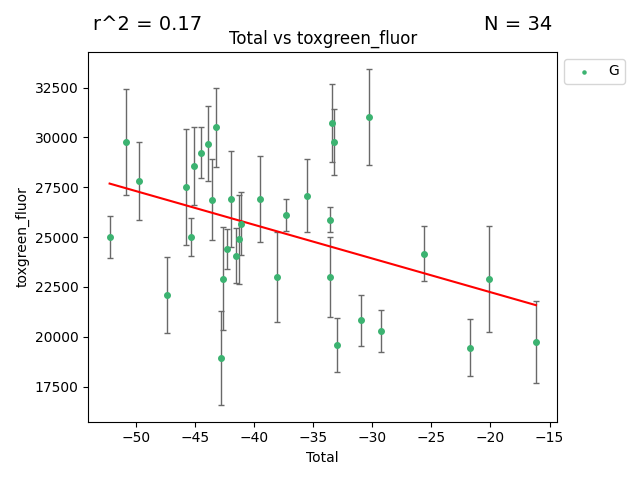 r^2 = 0.17
N = 34
Total vs toxgreen_fluor
G
32500
30000
27500
25000
22500
20000
17500
toxgreen_fluor
−50 −45 −40 −35 −30 −25 −20 −15
Total